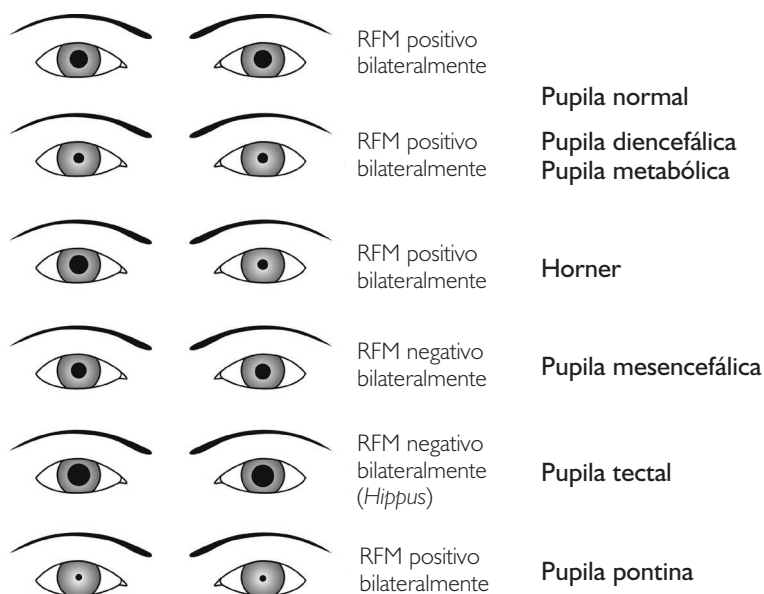 RFM positivo
bilateralmente
Pupila normal
RFM positivo
bilateralmente
Pupila diencefálica
Pupila metabólica
RFM positivo
bilateralmente
Horner
RFM negativo
bilateralmente
Pupila mesencefálica
RFM negativo
bilateralmente
(Hippus)
Pupila tectal
RFM positivo
bilateralmente
Pupila pontina